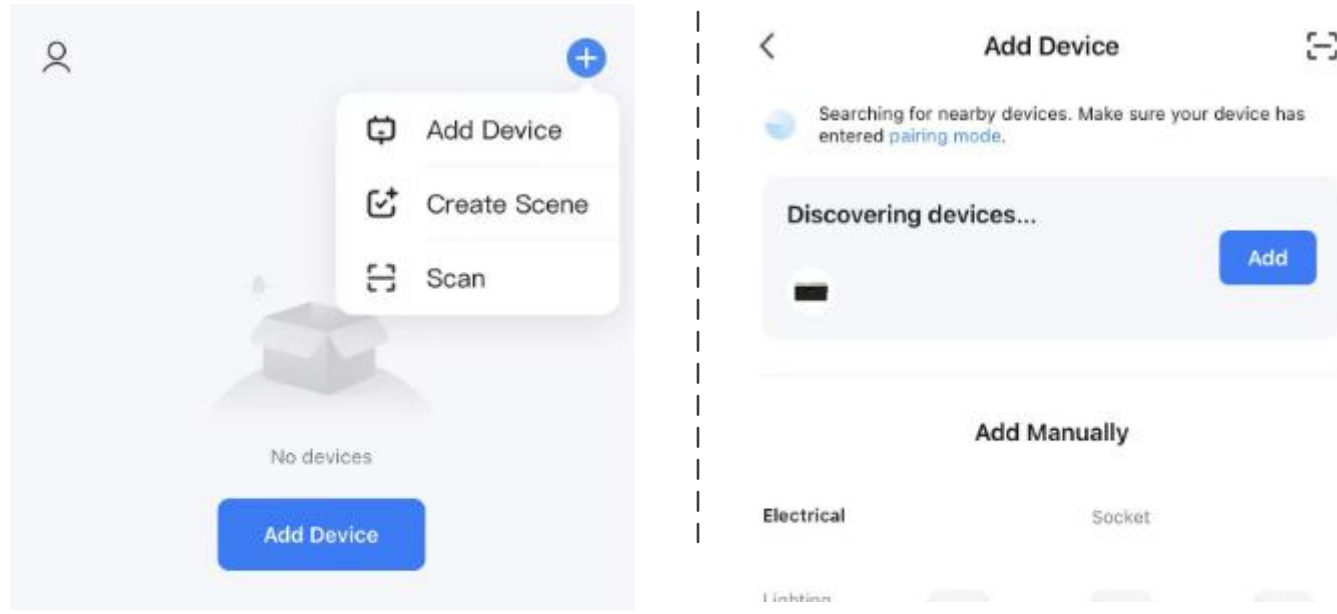 Add Device
Create Scene
Scan
No devices
Add Device
Add Device
Searching for nearby devices. Make sure your device has
entered pairing mode.
Discovering devices...
Add
Add Manually
Electrical
Socket
Lighting